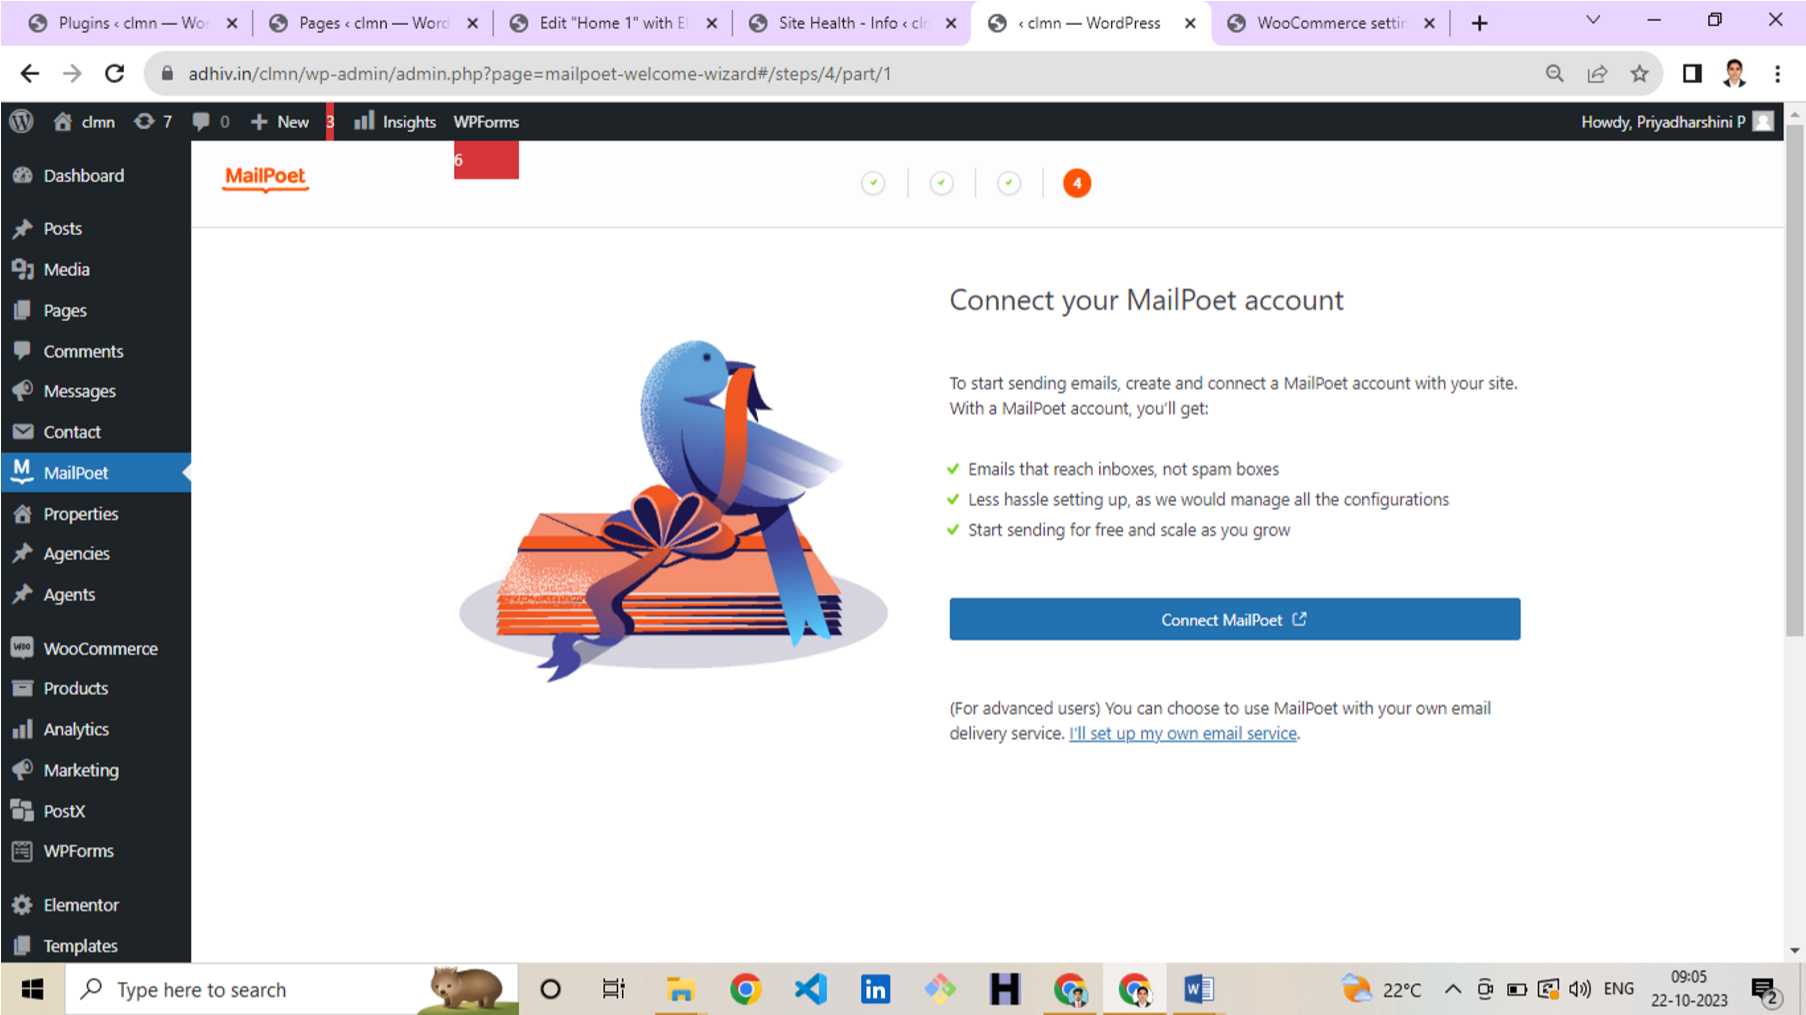 Plugins ‹ clmn — Wor
Pages ‹ clmn — Word
Edit "Home 1" with El
Site Health - Info ‹ cln
‹ clmn — WordPress
WooCommerce settin
adhiv.in/clmn/wp-admin/admin.php?page=mailpoet-welcome-wizard#/steps/4/part/1
clmn 7 0 New 3 Insights WPForms
Howdy, Priyadharshini P
6
Dashboard
Posts
Media
Pages
Comments
Messages
Contact
M MailPoet
Properties
Agencies
Agents
WOO WooCommerce
Products
Analytics
Marketing
PostX
WPForms
Elementor
Templates
MailPoet
4
Connect your MailPoet account
To start sending emails, create and connect a MailPoet account with your site.
With a MailPoet account, you'll get:
Emails that reach inboxes, not spam boxes
Less hassle setting up, as we would manage all the configurations
Start sending for free and scale as you grow
Connect MailPoet
(For advanced users) You can choose to use MailPoet with your own email
delivery service. I'll set up my own email service.
Type here to search
in
H
W
22°C
ENG
09:05
22-10-2023
2